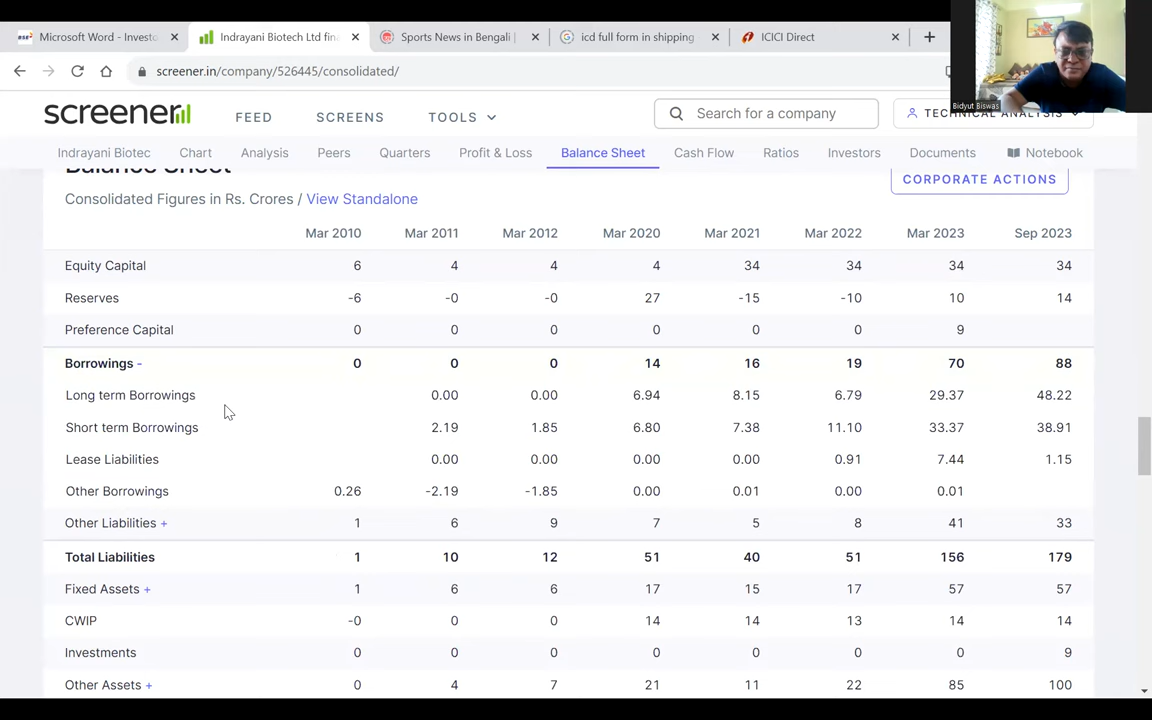 Microsoft Word - Investo
Indrayani Biotech Ltd fina
Sports News in Bengali |
icd full form in shipping
ICICI Direct
screener.in/company/526445/consolidated/
Bidyut Biswas
screener
FEED
SCREENS
TOOLS
Search for a company
TECHNICAL ANALYSIS
Indrayani Biotec Chart Analysis Peers Quarters Profit & Loss Balance Sheet Cash Flow Ratios Investors Documents Notebook
Balance Sheet
CORPORATE ACTIONS
Consolidated Figures in Rs. Crores / View Standalone
Mar 2010 Mar 2011 Mar 2012 Mar 2020 Mar 2021 Mar 2022 Mar 2023 Sep 2023
Equity Capital 6 4 4 4 34 34 34 34
Reserves -6 -0 -0 27 -15 -10 10 14
Preference Capital 0 0 0 0 0 0 9
Borrowings - 0 0 0 14 16 19 70 88
Long term Borrowings 0.00 0.00 6.94 8.15 6.79 29.37 48.22
Short term Borrowings 2.19 1.85 6.80 7.38 11.10 33.37 38.91
Lease Liabilities 0.00 0.00 0.00 0.00 0.91 7.44 1.15
Other Borrowings 0.26 -2.19 -1.85 0.00 0.01 0.00 0.01
Other Liabilities + 1 6 9 7 5 8 41 33
Total Liabilities 1 10 12 51 40 51 156 179
Fixed Assets + 1 6 6 17 15 17 57 57
CWIP -0 0 0 14 14 13 14 14
Investments 0 0 0 0 0 0 0 9
Other Assets + 0 4 7 21 11 22 85 100